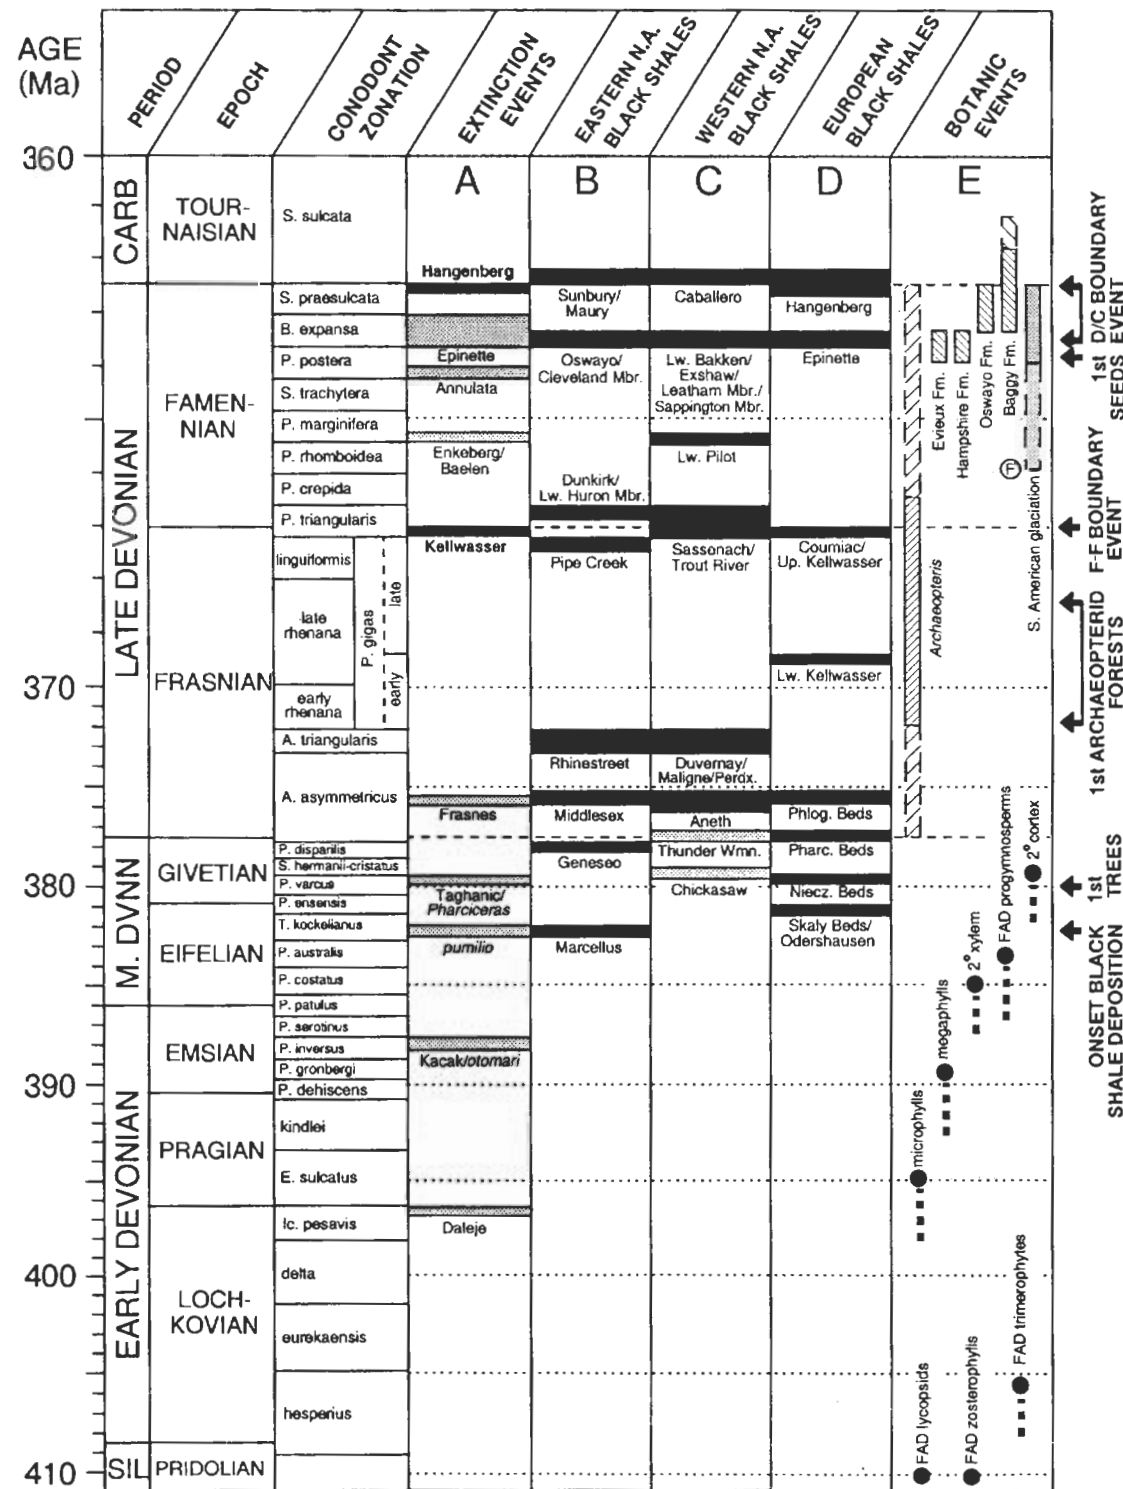 AGE
(Ma)
PERIOD
EPOCH
CONODONT
ZONATION
EXTINCTION
EVENTS
EASTERN N.A.
BLACK SHALES
WESTERN N.A.
BLACK SHALES
EUROPEAN
BLACK SHALES
BOTANIC
EVENTS
360
370
380
390
400
410
CARB
LATE DEVONIAN
M. DVNN
EARLY DEVONIAN
SIL
TOUR-
NAISIAN
FAMEN-
NIAN
FRASNIAN
GIVETIAN
EIFELIAN
EMSIAN
PRAGIAN
LOCH-
KOVIAN
PRIDOLIAN
S. sulcata
S. praesulcata
B. expansa
P. postera
S. trachytera
P. marginifera
P. rhomboidea
P. crepida
P. triangularis
linguiformis
late
rhenana
early
rhenana
P. gigas
late
early
A. triangularis
A. asymmetricus
P. disparilis
S. hermanii-cristatus
P. varcus
P. ensensis
T. kockelianus
P. australis
P. costatus
P. patulus
P. serotinus
P. inversus
P. gronbergi
P. dehiscens
kindlei
E. sulcatus
Ic. pesavis
delta
eurekaensis
hesperius
A
Hangenberg
Epinette
Annulata
Enkeberg/
Baelen
Kellwasser
Frasnes
Taghanic/
Pharciceras
pumilio
Kacak/otomari
Daleje
B
Sunbury/
Maury
Oswayo/
Cleveland Mbr.
Dunkirk/
Lw. Huron Mbr.
Pipe Creek
Rhinestreet
Middlesex
Geneseo
Marcellus
C
Caballero
Lw. Bakken/
Exshaw/
Leatham Mbr./
Sappington Mbr.
Lw. Pilot
Sassenach/
Trout River
Duvernay/
Maligne/Perdx.
Aneth
Thunder Wmn.
Chickasaw
D
Hangenberg
Epinette
Coumiac/
Up. Kellwasser
Lw. Kellwasser
Phlog. Beds
Pharc. Beds
Niecz. Beds
Skaly Beds/
Odershausen
E
Archaeopteris
Evieux Fm.
Hampshire Fm.
Oswayo Fm.
Baggy Fm.
F
S. American glaciation
2° cortex
FAD progymnosperms
2° xylem
megaphylls
microphylls
FAD trimerophytes
FAD lycopsids
FAD zosterophylls
1st D/C BOUNDARY
SEEDS EVENT
F-F BOUNDARY
EVENT
1st ARCHAEOPTERID
FORESTS
1st
TREES
ONSET BLACK
SHALE DEPOSITION